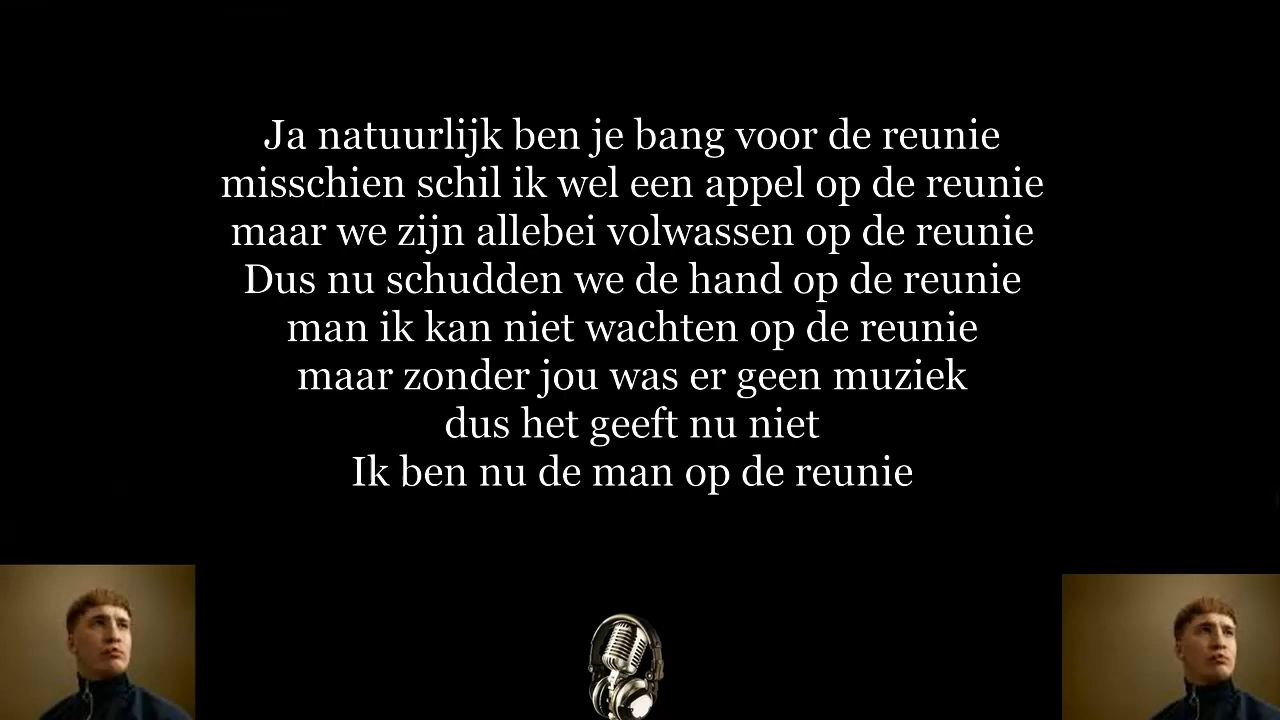 Ja natuurlijk ben je bang voor de reunie
misschien schil ik wel een appel op de reunie
maar we zijn allebei volwassen op de reunie
Dus nu schudden we de hand op de reunie
man ik kan niet wachten op de reunie
maar zonder jou was er geen muziek
dus het geeft nu niet
Ik ben nu de man op de reunie